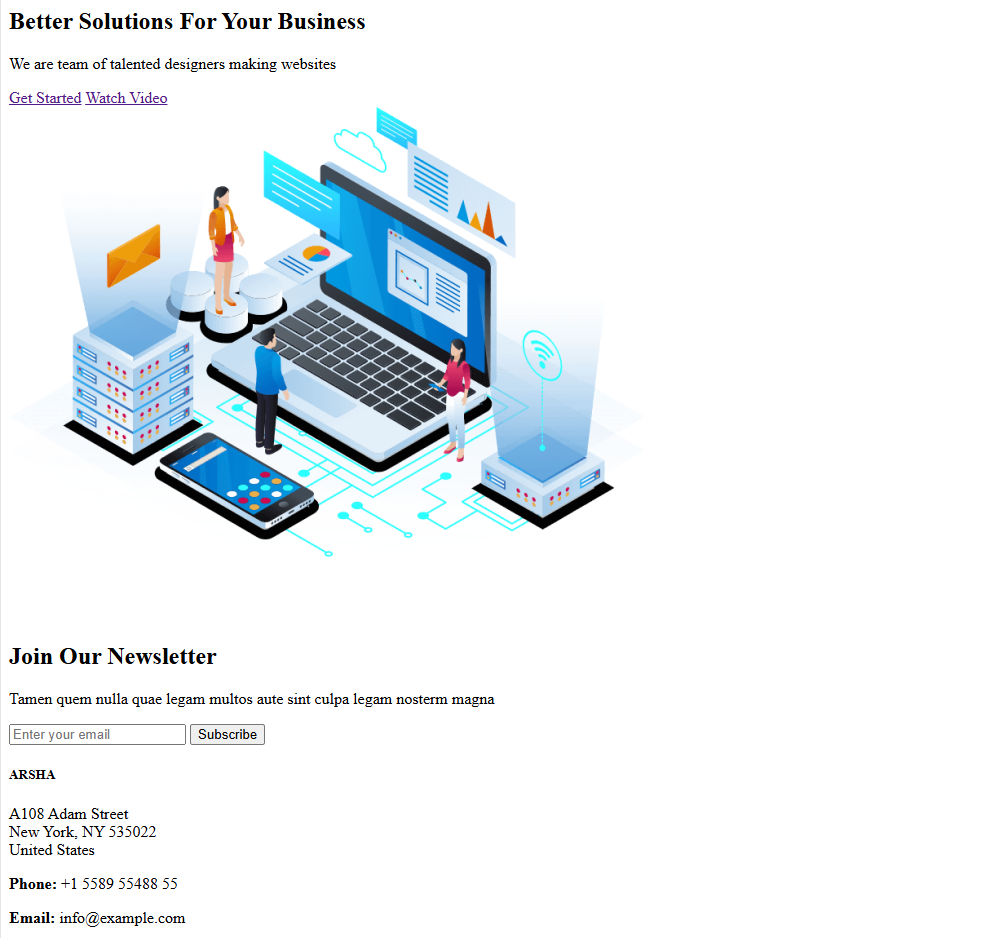 Better Solutions For Your Business
We are team of talented designers making websites
Get Started Watch Video
Join Our Newsletter
Tamen quem nulla quae legam multos aute sint culpa legam nosterm magna
Enter your email Subscribe
ARSHA
A108 Adam Street
New York, NY 535022
United States
Phone: +1 5589 55488 55
Email: info@example.com